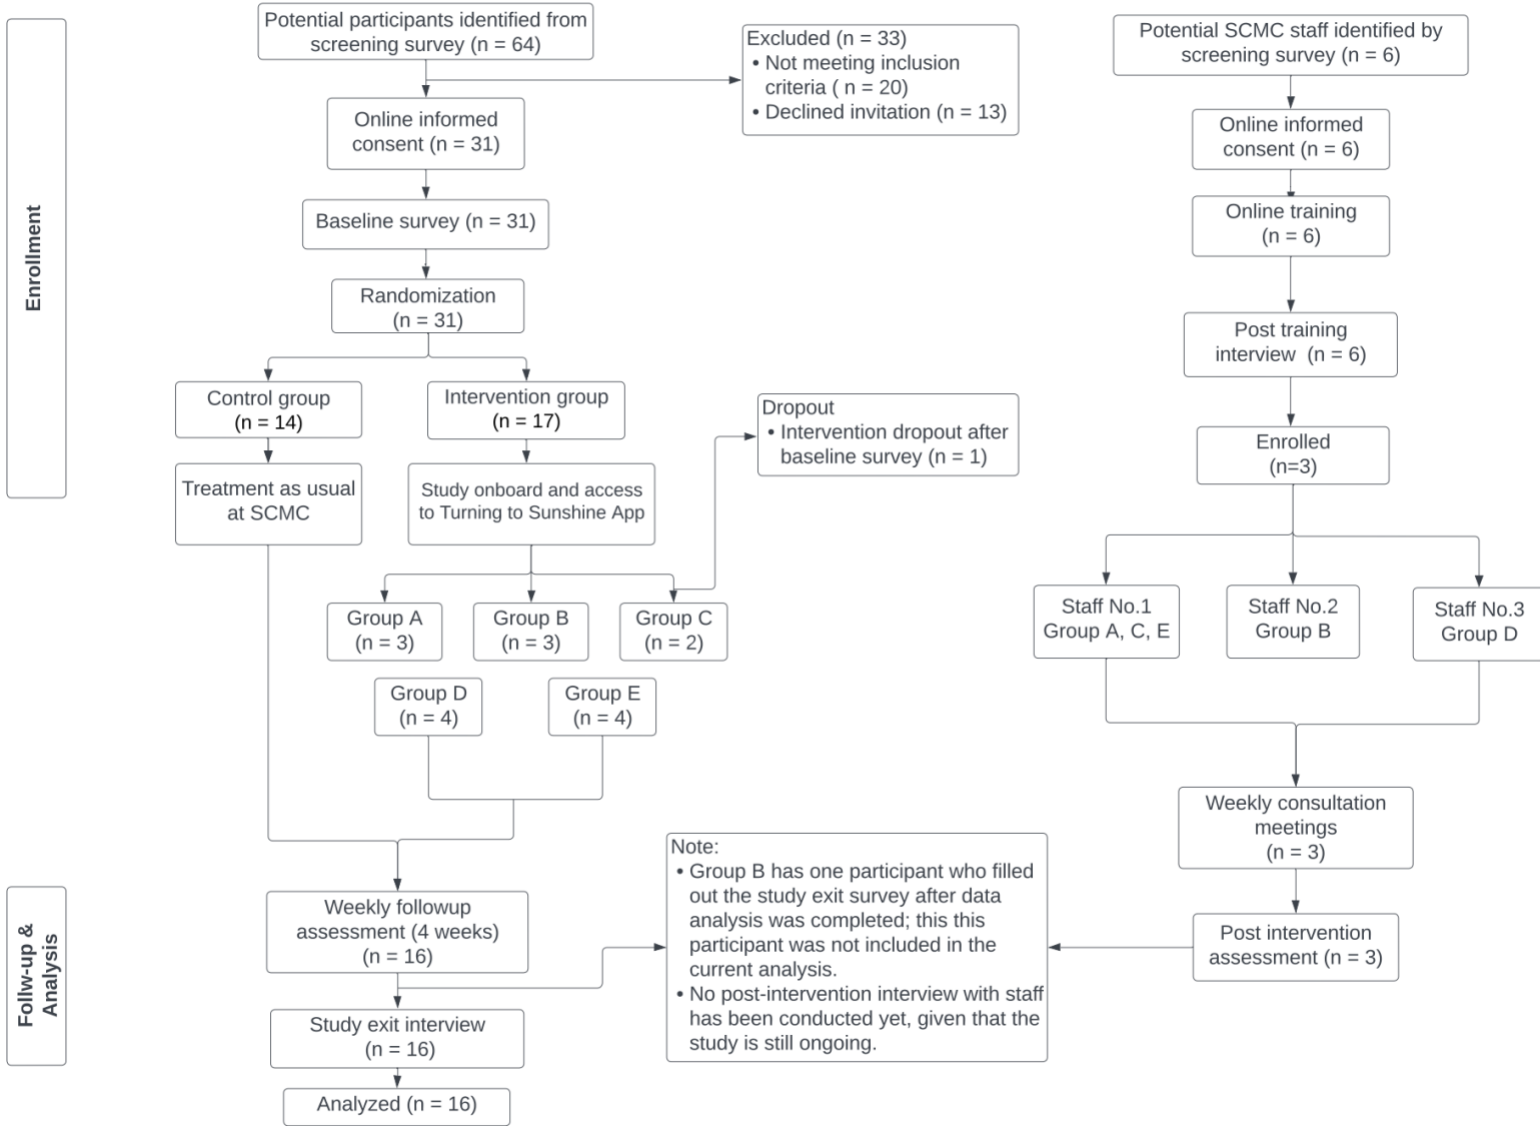 Potential participants identified from
screening survey (n = 64)
Excluded (n = 33)
• Not meeting inclusion
criteria ( n = 20)
• Declined invitation (n = 13)
Online informed
consent (n = 31)
Baseline survey (n = 31)
Randomization
(n = 31)
Control group
(n = 14)
Intervention group
(n = 17)
Dropout
• Intervention dropout after
baseline survey (n = 1)
Treatment as usual
at SCMC
Study onboard and access
to Turning to Sunshine App
Group A
(n = 3)
Group B
(n = 3)
Group C
(n = 2)
Group D
(n = 4)
Group E
(n = 4)
Enrollment
Potential SCMC staff identified by
screening survey (n = 6)
Online informed
consent (n = 6)
Online training
(n = 6)
Post training
interview  (n = 6)
Enrolled
(n=3)
Staff No.1
Group A, C, E
Staff No.2
Group B
Staff No.3
Group D
Weekly consultation
meetings
(n = 3)
Post intervention
assessment (n = 3)
Follw-up &
Analysis
Weekly followup
assessment (4 weeks)
(n = 16)
Note:
• Group B has one participant who filled
out the study exit survey after data
analysis was completed; this this
participant was not included in the
current analysis.
• No post-intervention interview with staff
has been conducted yet, given that the
study is still ongoing.
Study exit interview
(n = 16)
Analyzed (n = 16)